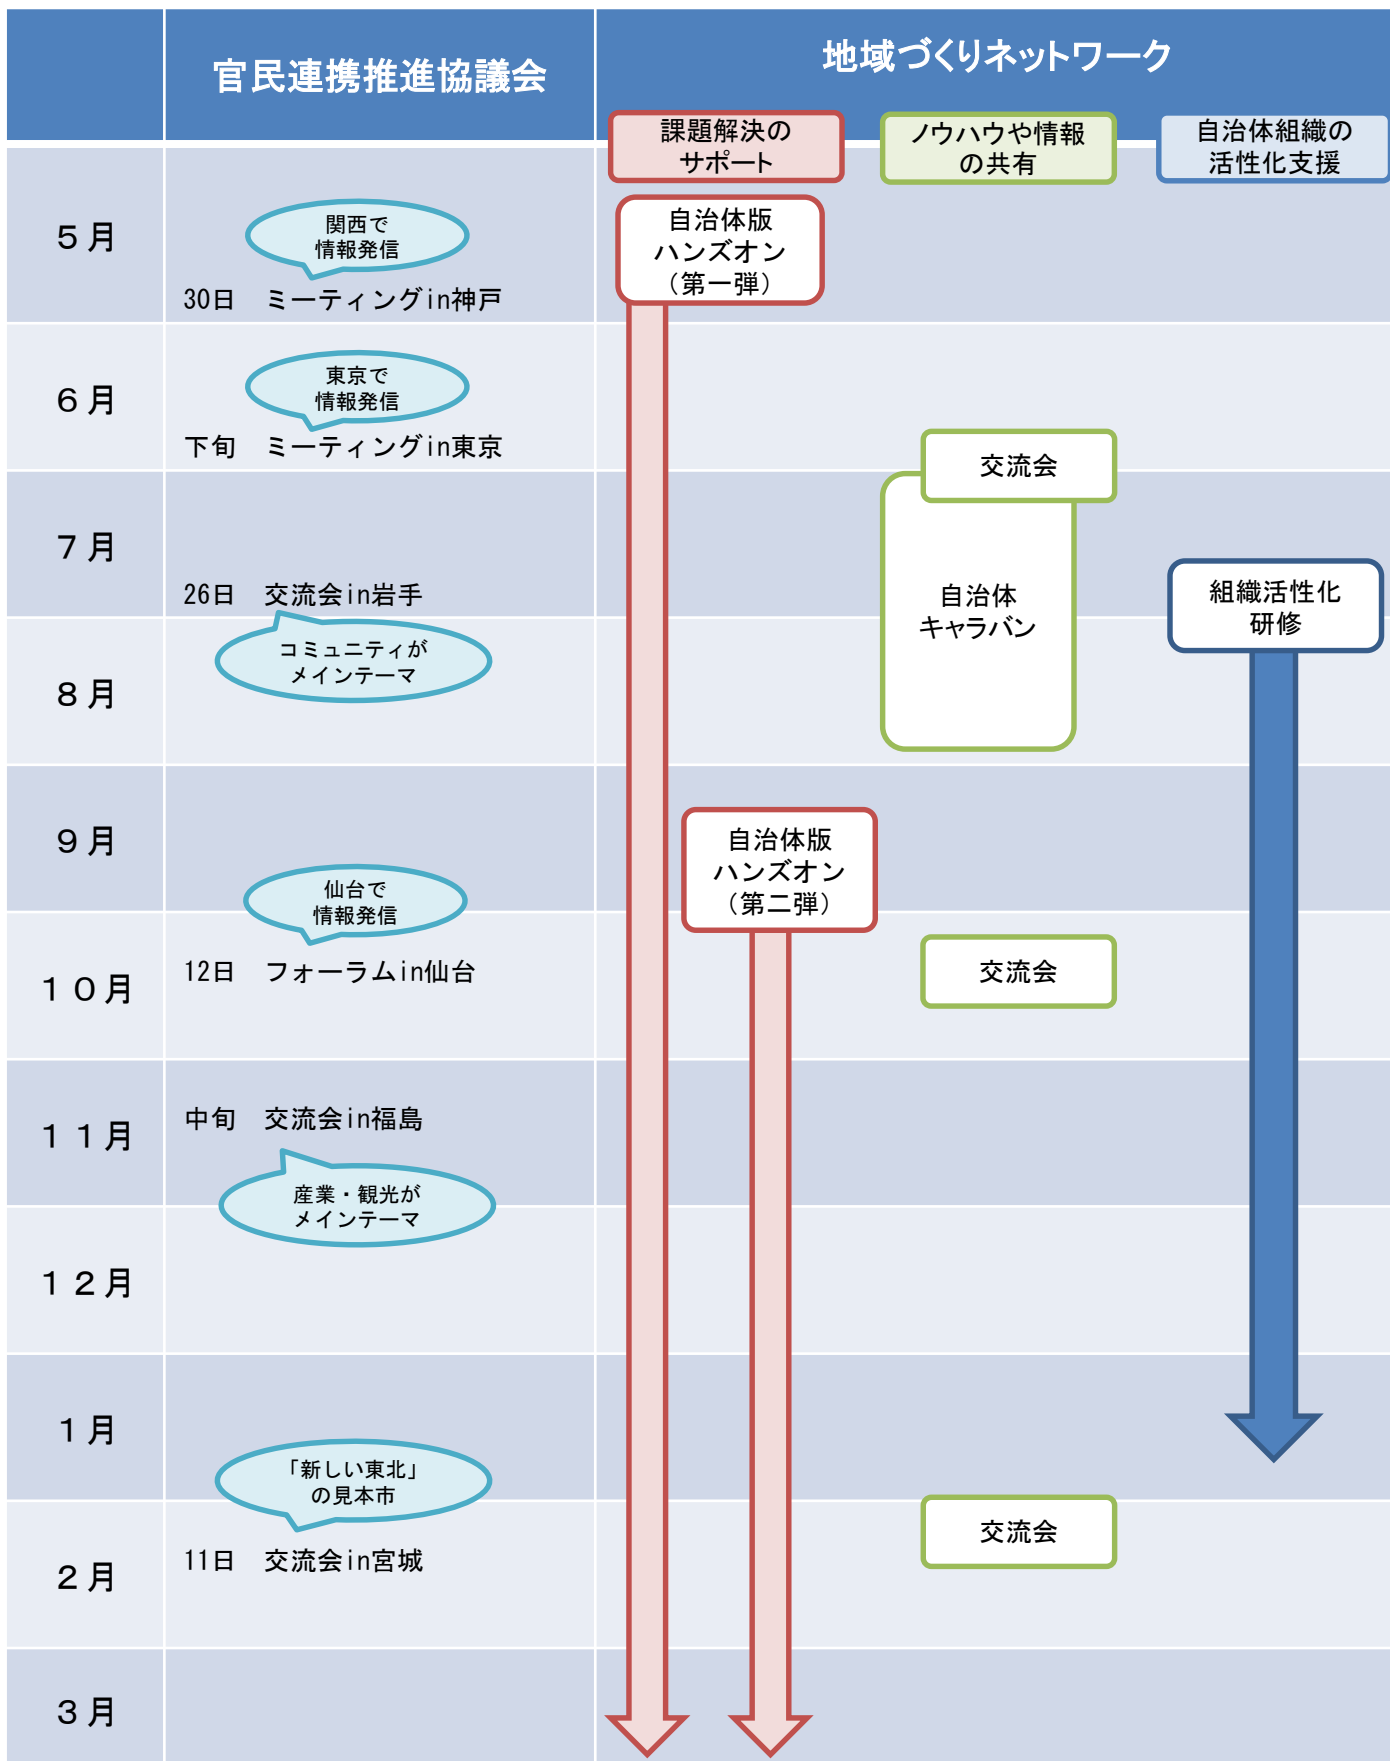 官民連携推進協議会
地域づくりネットワーク
課題解決の
サポート
ノウハウや情報
の共有
自治体組織の
活性化支援
５月
関西で
情報発信
30日　ミーティングin神戸
自治体版
ハンズオン
（第一弾）
６月
東京で
情報発信
下旬　ミーティングin東京
交流会
７月
26日　交流会in岩手
コミュニティが
メインテーマ
自治体
キャラバン
組織活性化
研修
８月
９月
自治体版
ハンズオン
（第二弾）
仙台で
情報発信
１０月
12日　フォーラムin仙台
交流会
１１月
中旬　交流会in福島
産業・観光が
メインテーマ
１２月
１月
「新しい東北」
の見本市
２月
11日　交流会in宮城
交流会
３月